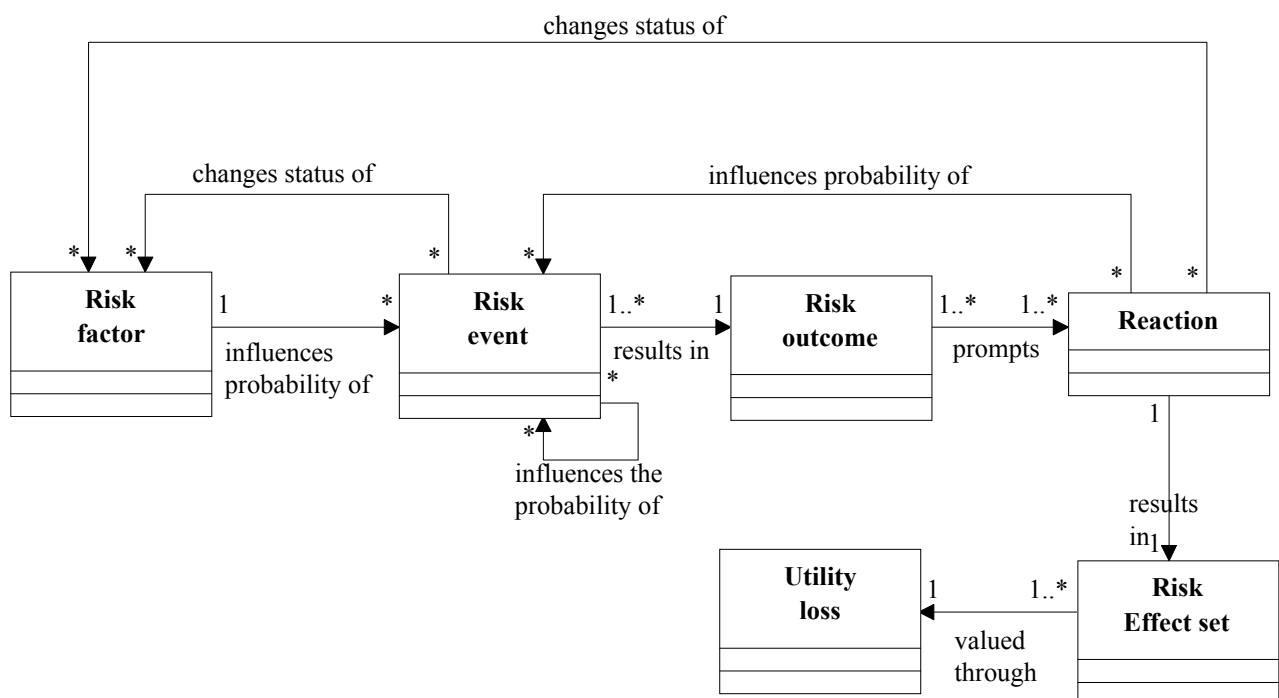 changes status of
changes status of
influences probability of
* *
* * * *
Risk
factor
1
*
influences
probability of
Risk
event
1..*
1
results in
Risk
outcome
1..*
1..*
prompts
Reaction
*
*
influences the
probability of
1
results
in
1
Utility
loss
1
1..*
valued
through
Risk
Effect set